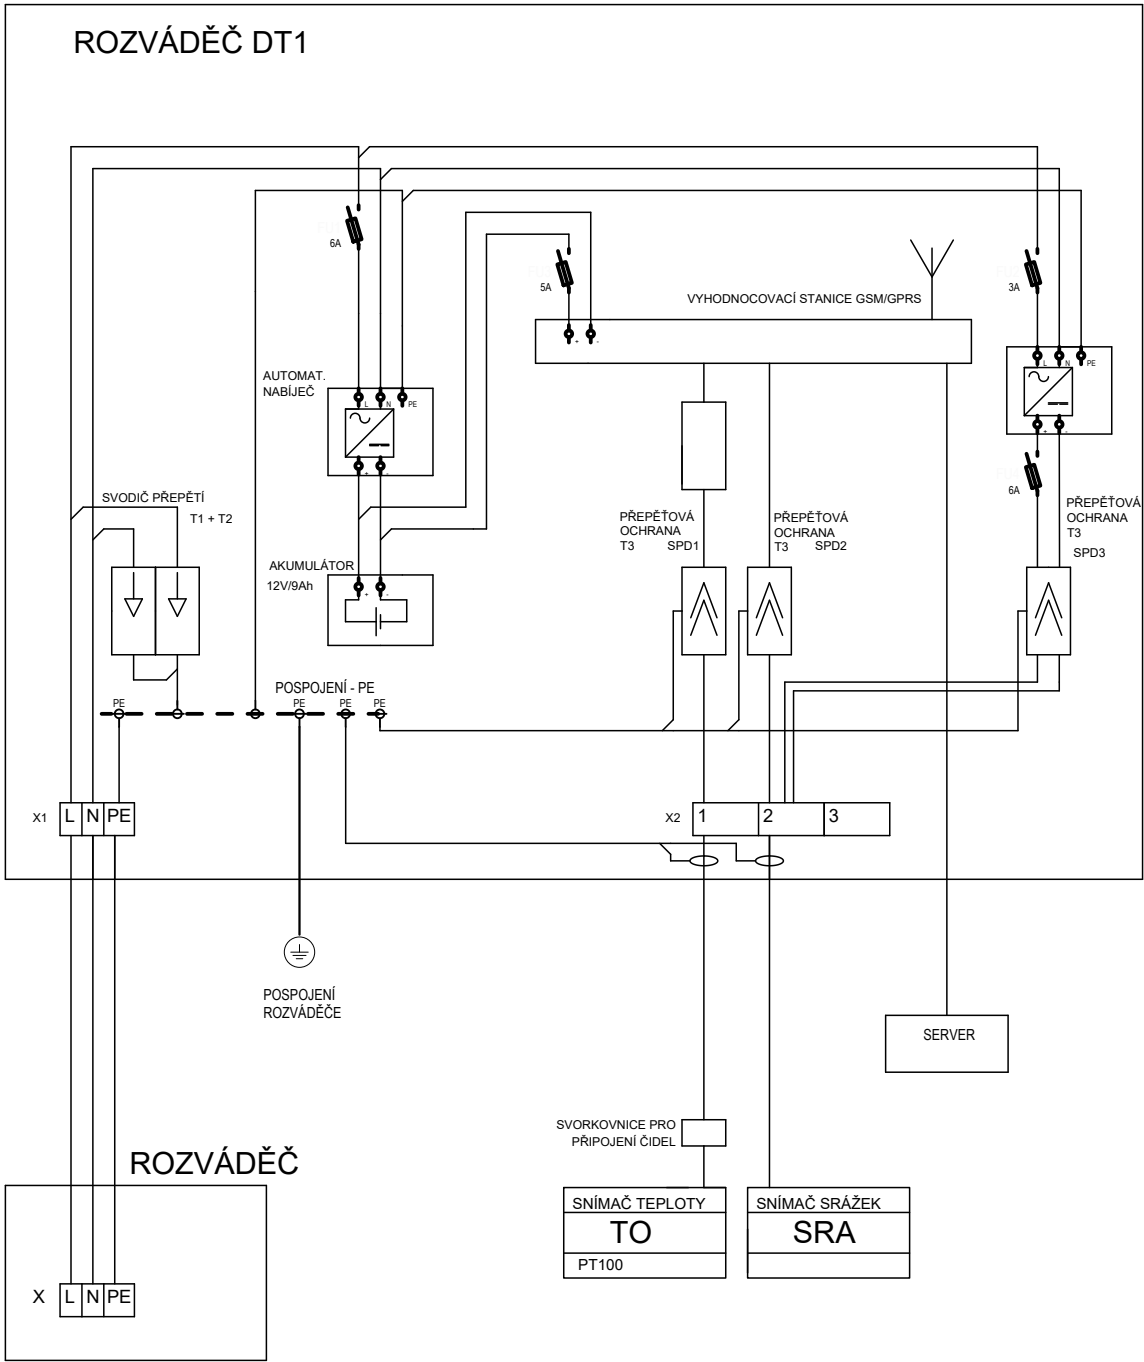 ROZVÁDĚČ DT1
6A
5A
3A
VYHODNOCOVACÍ STANICE GSM/GPRS
+ -
L N PE
+ -
AUTOMAT.
NABÍJEČ
L N PE
+ -
6A
SVODIČ PŘEPĚTÍ
T1 + T2
PŘEPĚŤOVÁ
OCHRANA
T3 SPD1
PŘEPĚŤOVÁ
OCHRANA
T3 SPD2
PŘEPĚŤOVÁ
OCHRANA
T3
SPD3
AKUMULÁTOR
12V/9Ah
+ -
POSPOJENÍ - PE
PE PE PE PE
X1 L N PE
X2 1 2 3
POSPOJENÍ
ROZVÁDĚČE
SERVER
SVORKOVNICE PRO
PŘIPOJENÍ ČIDEL
ROZVÁDĚČ
SNÍMAČ TEPLOTY
TO
PT100
SNÍMAČ SRÁŽEK
SRA
X L N PE